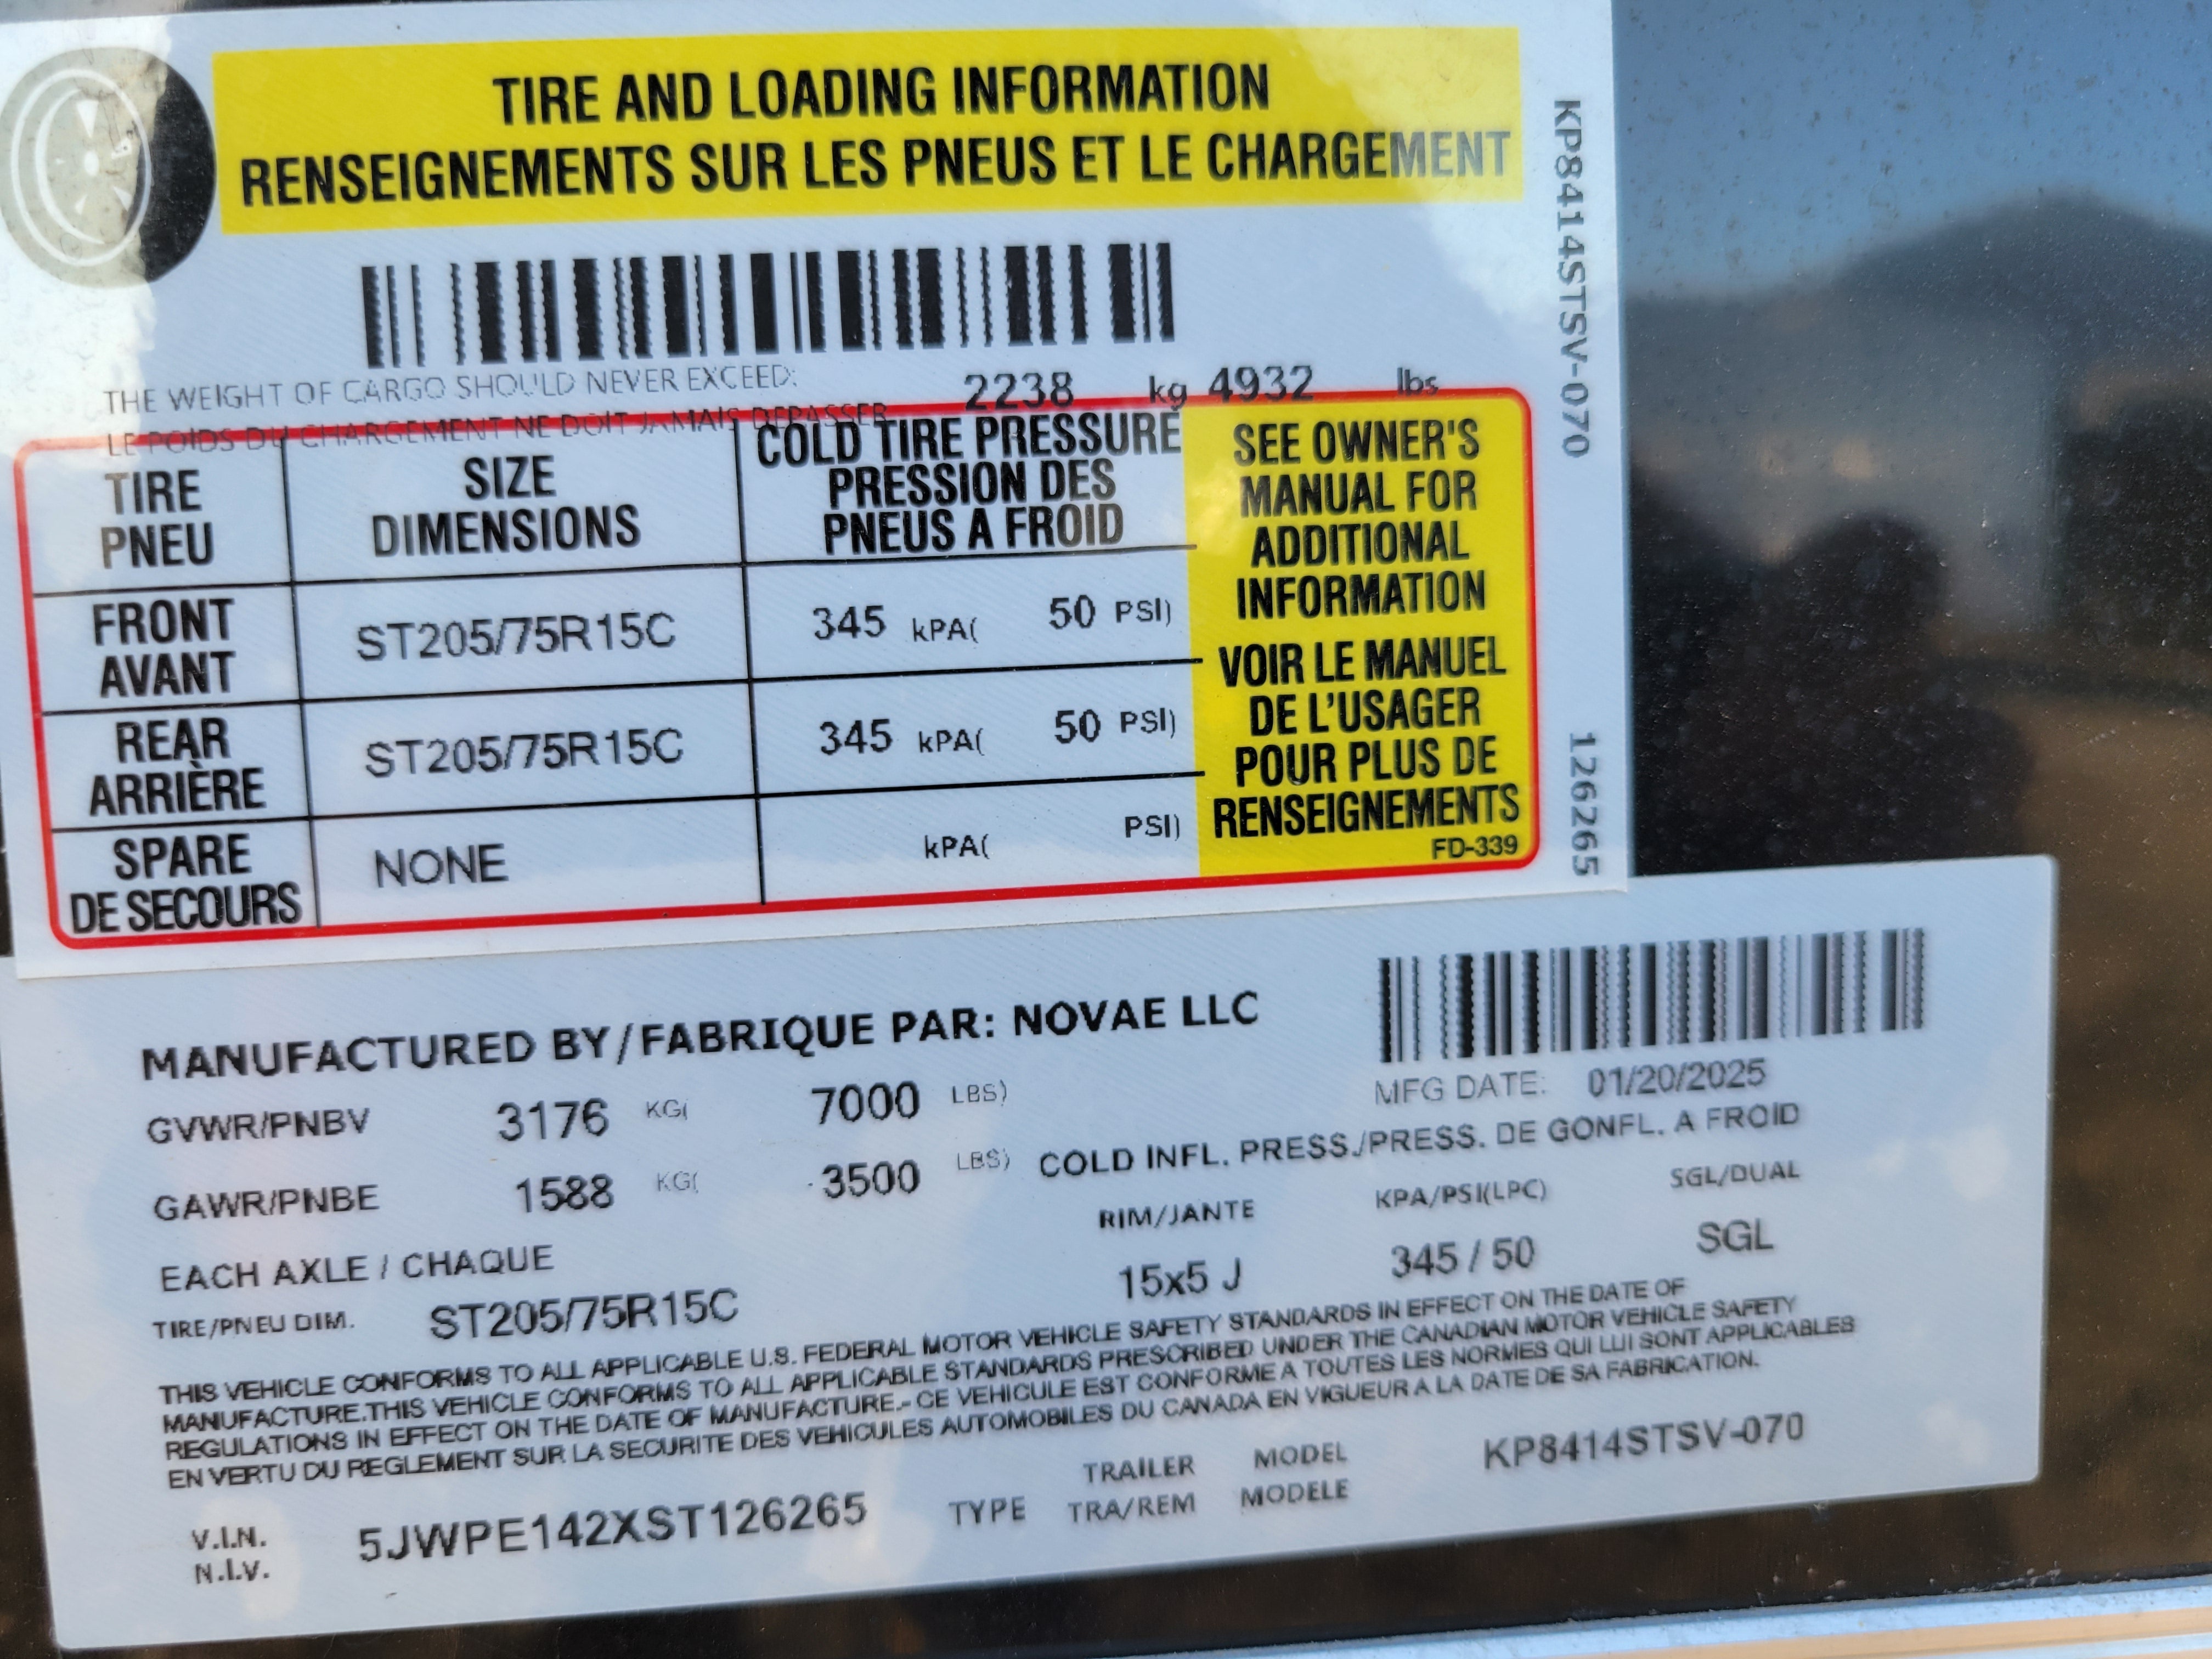 TIRE AND LOADING INFORMATION
RENSEIGNEMENTS SUR LES PNEUS ET LE CHARGEMENT
THE WEIGHT OF CARGO SHOULD NEVER EXCEED: 2238 kg 4932 lbs
LE POIDS DU CHARGEMENT NE DOIT JAMAIS DEPASSER
TIRE
PNEU
SIZE
DIMENSIONS
COLD TIRE PRESSURE
PRESSION DES
PNEUS A FROID
FRONT
AVANT
ST205/75R15C
345 kPA( 50 PSI)
REAR
ARRIÈRE
ST205/75R15C
345 kPA( 50 PSI)
SPARE
DE SECOURS
NONE
kPA( PSI)
SEE OWNER'S
MANUAL FOR
ADDITIONAL
INFORMATION
VOIR LE MANUEL
DE L'USAGER
POUR PLUS DE
RENSEIGNEMENTS
FD-339
KP8414STSV-070 126265
MANUFACTURED BY/FABRIQUE PAR: NOVAE LLC
GVWR/PNBV 3176 KG( 7000 LBS)
MFG DATE: 01/20/2025
GAWR/PNBE 1588 KG( 3500 LBS)
COLD INFL. PRESS./PRESS. DE GONFL. A FROID
EACH AXLE / CHAQUE
RIM/JANTE KPA/PSI(LPC) SGL/DUAL
TIRE/PNEU DIM. ST205/75R15C 15x5 J 345 / 50 SGL
THIS VEHICLE CONFORMS TO ALL APPLICABLE U.S. FEDERAL MOTOR VEHICLE SAFETY STANDARDS IN EFFECT ON THE DATE OF
MANUFACTURE.THIS VEHICLE CONFORMS TO ALL APPLICABLE STANDARDS PRESCRIBED UNDER THE CANADIAN MOTOR VEHICLE SAFETY
REGULATIONS IN EFFECT ON THE DATE OF MANUFACTURE.- CE VEHICULE EST CONFORME A TOUTES LES NORMES QUI LUI SONT APPLICABLES
EN VERTU DU REGLEMENT SUR LA SECURITE DES VEHICULES AUTOMOBILES DU CANADA EN VIGUEUR A LA DATE DE SA FABRICATION.
V.I.N.
N.I.V.
5JWPE142XST126265
TYPE
TRAILER
TRA/REM
MODEL
MODELE
KP8414STSV-070